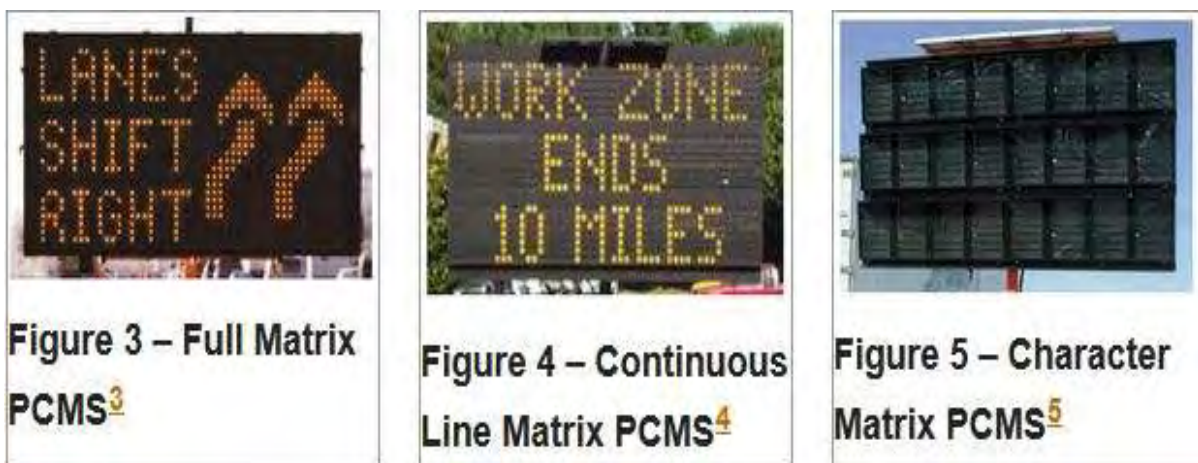 LANES
SHIFT
RIGHT
Figure 3 – Full Matrix
PCMS3
WORK ZONE
ENDS
10 MILES
Figure 4 – Continuous
Line Matrix PCMS4
Figure 5 – Character
Matrix PCMS5